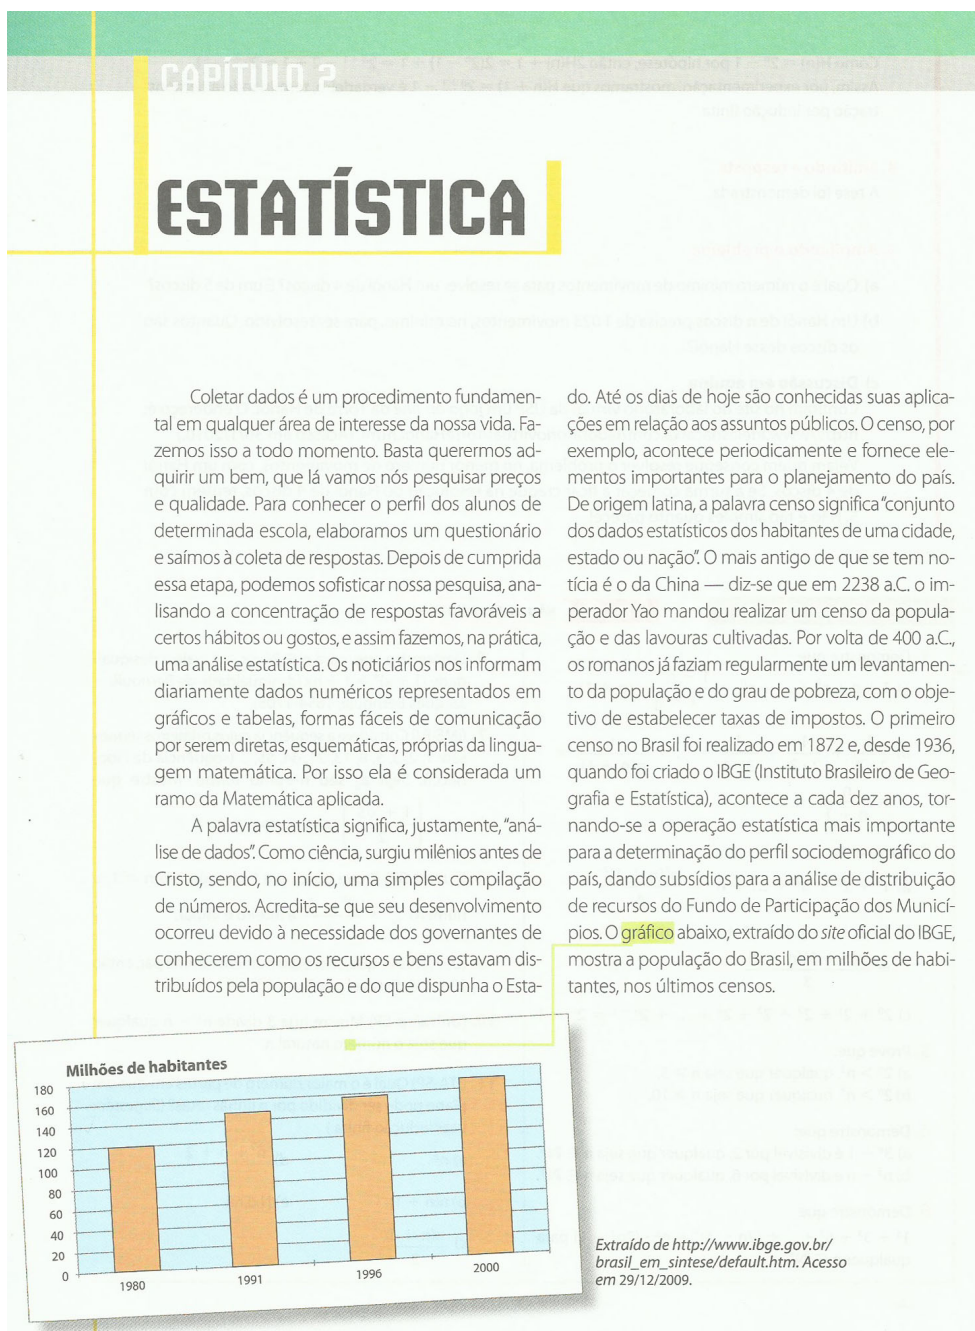 CAPÍTULO 2
ESTATÍSTICA
Coletar dados é um procedimento fundamen-
tal em qualquer área de interesse da nossa vida. Fa-
zemos isso a todo momento. Basta querermos ad-
quirir um bem, que lá vamos nós pesquisar preços
e qualidade. Para conhecer o perfil dos alunos de
determinada escola, elaboramos um questionário
e saímos à coleta de respostas. Depois de cumprida
essa etapa, podemos sofisticar nossa pesquisa, ana-
lisando a concentração de respostas favoráveis a
certos hábitos ou gostos, e assim fazemos, na prática,
uma análise estatística. Os noticiários nos informam
diariamente dados numéricos representados em
gráficos e tabelas, formas fáceis de comunicação
por serem diretas, esquemáticas, próprias da lingua-
gem matemática. Por isso ela é considerada um
ramo da Matemática aplicada.
A palavra estatística significa, justamente, "aná-
lise de dados". Como ciência, surgiu milênios antes de
Cristo, sendo, no início, uma simples compilação
de números. Acredita-se que seu desenvolvimento
ocorreu devido à necessidade dos governantes de
conhecerem como os recursos e bens estavam dis-
tribuídos pela população e do que dispunha o Esta-
do. Até os dias de hoje são conhecidas suas aplica-
ções em relação aos assuntos públicos. O censo, por
exemplo, acontece periodicamente e fornece ele-
mentos importantes para o planejamento do país.
De origem latina, a palavra censo significa "conjunto
dos dados estatísticos dos habitantes de uma cidade,
estado ou nação". O mais antigo de que se tem no-
tícia é o da China — diz-se que em 2238 a.C. o im-
perador Yao mandou realizar um censo da popula-
ção e das lavouras cultivadas. Por volta de 400 a.C.,
os romanos já faziam regularmente um levantamen-
to da população e do grau de pobreza, com o obje-
tivo de estabelecer taxas de impostos. O primeiro
censo no Brasil foi realizado em 1872 e, desde 1936,
quando foi criado o IBGE (Instituto Brasileiro de Geo-
grafia e Estatística), acontece a cada dez anos, tor-
nando-se a operação estatística mais importante
para a determinação do perfil sociodemográfico do
país, dando subsídios para a análise de distribuição
de recursos do Fundo de Participação dos Municí-
pios. O gráfico abaixo, extraído do site oficial do IBGE,
mostra a população do Brasil, em milhões de habi-
tantes, nos últimos censos.
Milhões de habitantes
180
160
140
120
100
80
60
40
20
0
1980 1991 1996 2000
Extraído de http://www.ibge.gov.br/
brasil_em_sintese/default.htm. Acesso
em 29/12/2009.